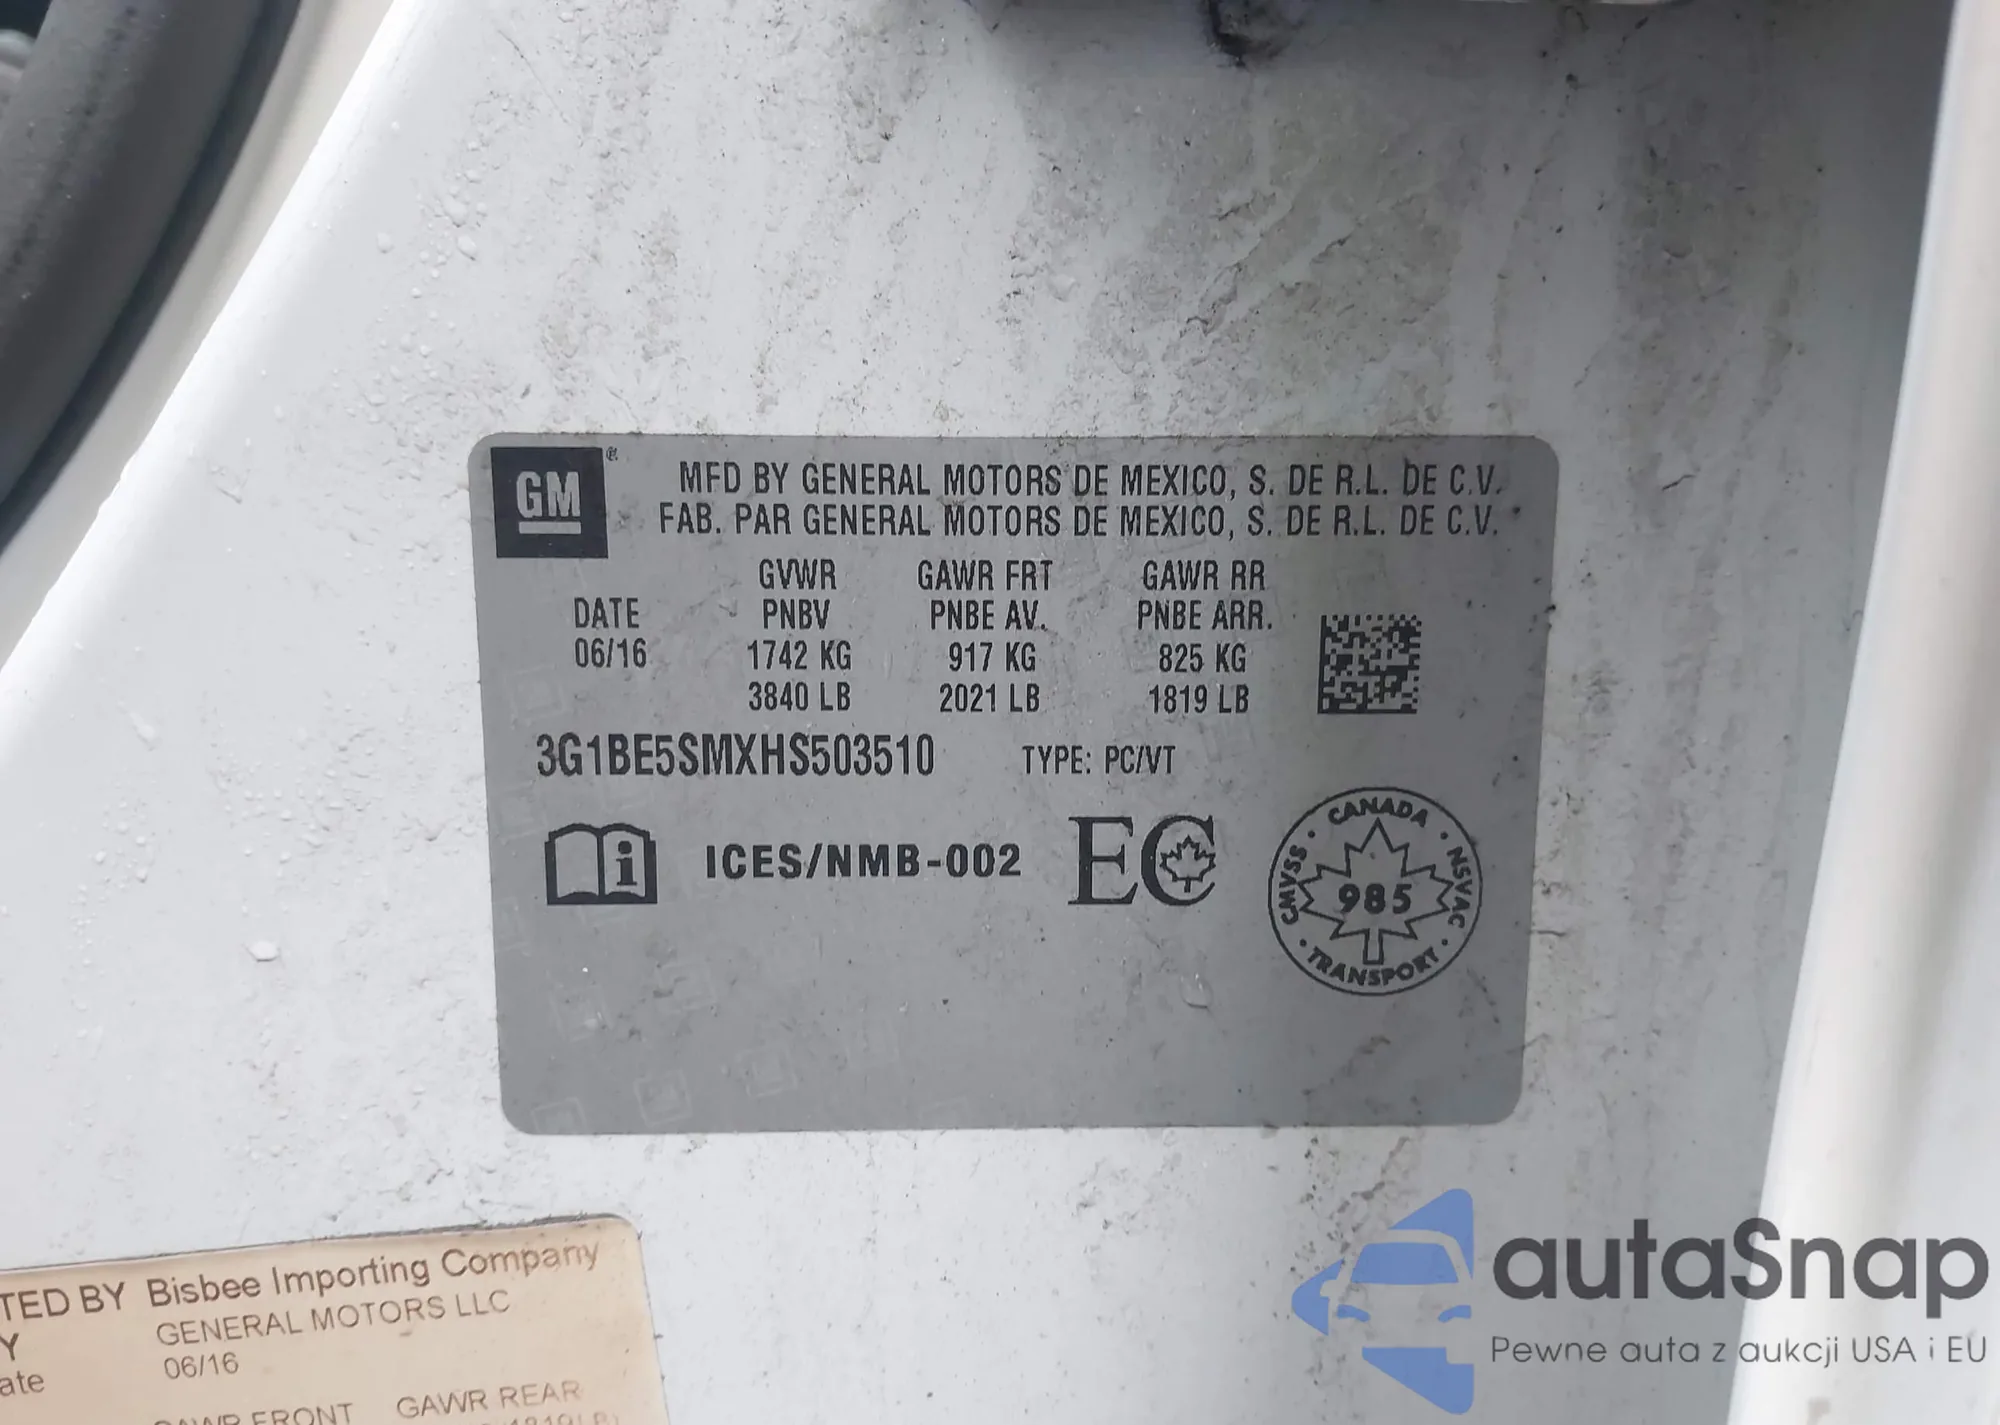 GM
MFD BY GENERAL MOTORS DE MEXICO, S. DE R.L. DE C.V.
FAB. PAR GENERAL MOTORS DE MEXICO, S. DE R.L. DE C.V.
GVWR GAWR FRT GAWR RR
DATE PNBV PNBE AV. PNBE ARR.
06/16 1742 KG 917 KG 825 KG
3840 LB 2021 LB 1819 LB
3G1BE5SMXHS503510 TYPE: PC/VT
ICES/NMB-002 EC
CANADA
CMVSS 985 NSVAC
TRANSPORT
TED BY Bisbee Importing Company
Y GENERAL MOTORS LLC
ate 06/16
FRONT GAWR REAR
autaSnap
Pewne auta z aukcji USA i EU